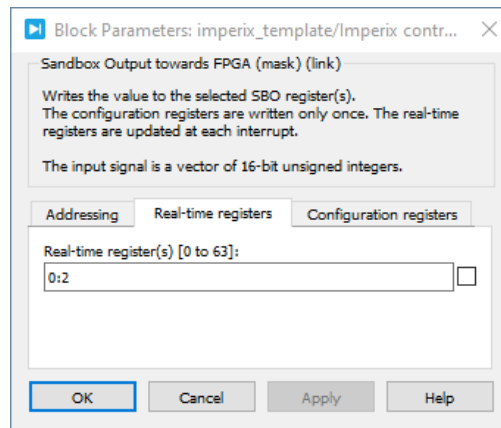 Block Parameters: imperix_template/Imperix contr...
Sandbox Output towards FPGA (mask) (link)
Writes the value to the selected SBO register(s).
The configuration registers are written only once. The real-time
registers are updated at each interrupt.
The input signal is a vector of 16-bit unsigned integers.
Addressing
Real-time registers
Configuration registers
Real-time register(s) [0 to 63]:
0:2
OK
Cancel
Apply
Help